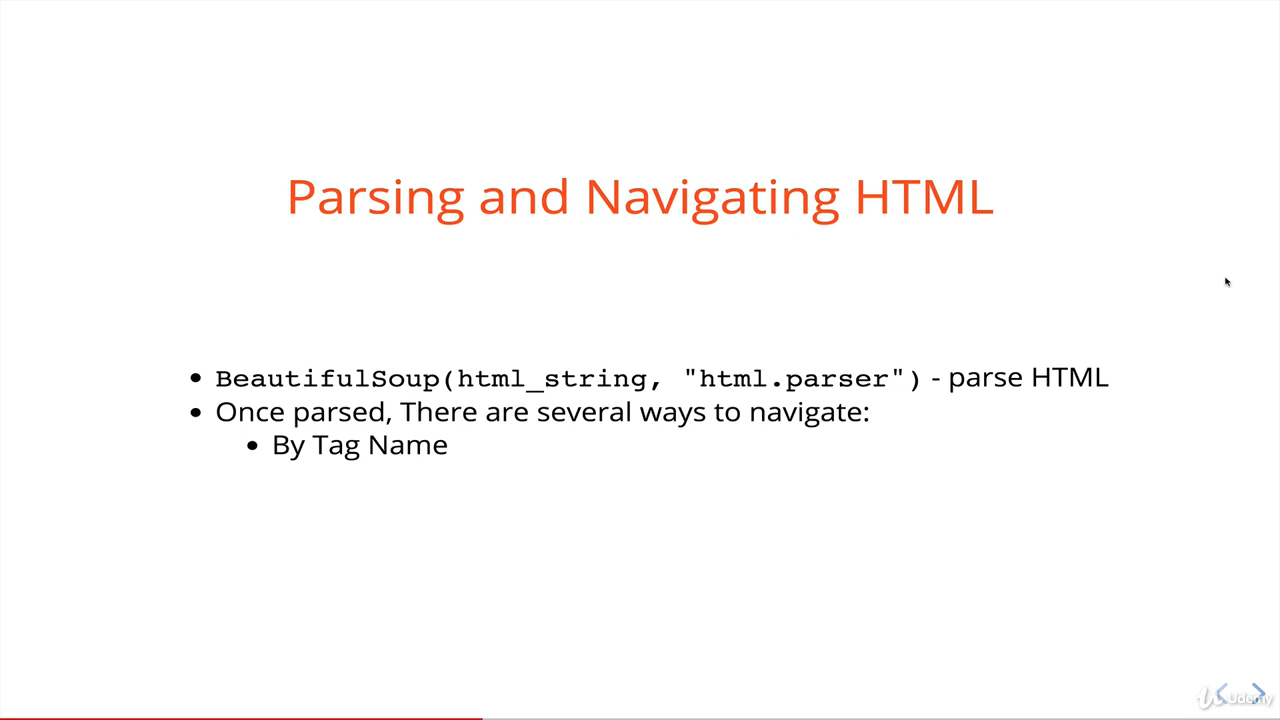 Parsing and Navigating HTML
• BeautifulSoup(html_string, "html.parser") - parse HTML
• Once parsed, There are several ways to navigate:
• By Tag Name
Udemy